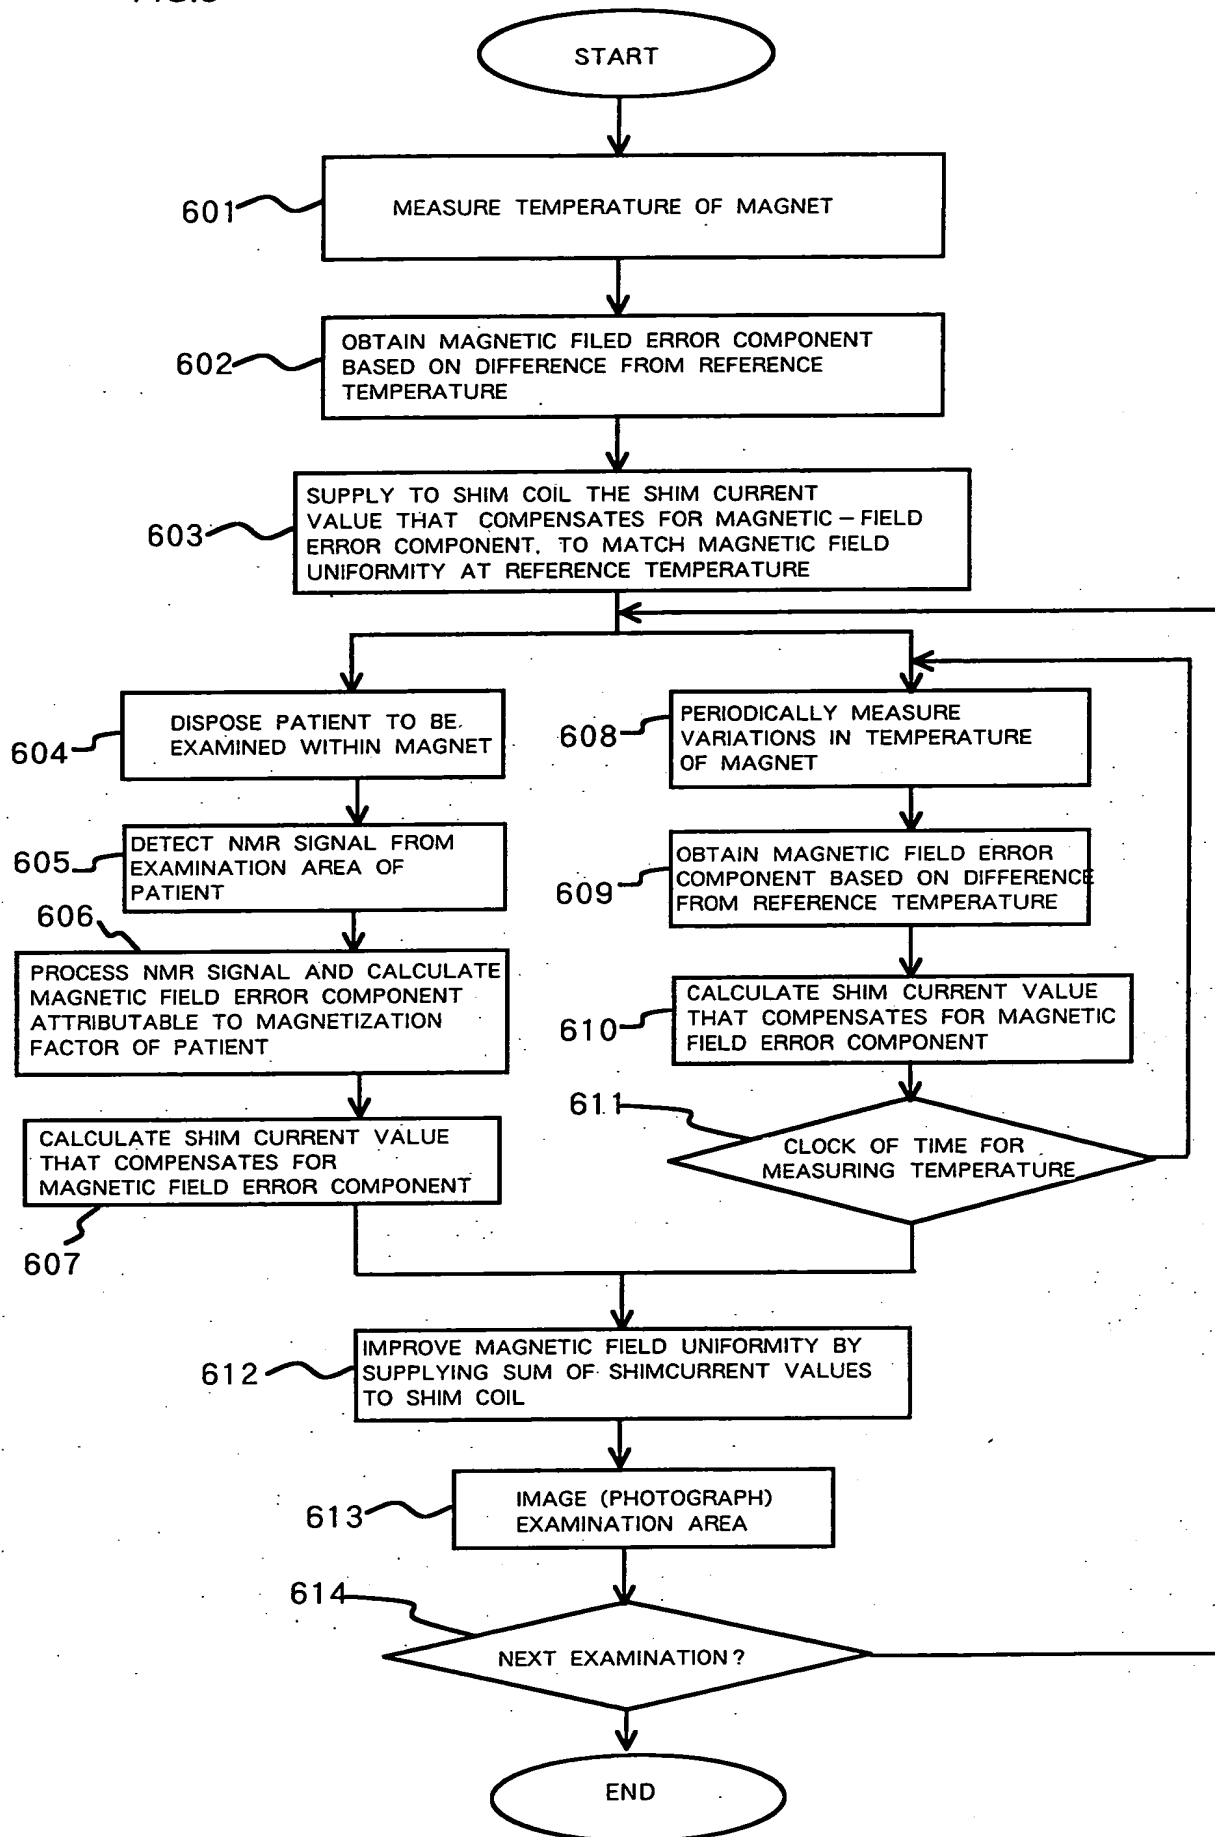 START
601
MEASURE TEMPERATURE OF MAGNET
602
OBTAIN MAGNETIC FILED ERROR COMPONENT
BASED ON DIFFERENCE FROM REFERENCE
TEMPERATURE
603
SUPPLY TO SHIM COIL THE SHIM CURRENT
VALUE THAT COMPENSATES FOR MAGNETIC-FIELD
ERROR COMPONENT, TO MATCH MAGNETIC FIELD
UNIFORMITY AT REFERENCE TEMPERATURE
604
DISPOSE PATIENT TO BE
EXAMINED WITHIN MAGNET
605
DETECT NMR SIGNAL FROM
EXAMINATION AREA OF
PATIENT
606
PROCESS NMR SIGNAL AND CALCULATE
MAGNETIC FIELD ERROR COMPONENT
ATTRIBUTABLE TO MAGNETIZATION
FACTOR OF PATIENT
CALCULATE SHIM CURRENT VALUE
THAT COMPENSATES FOR
MAGNETIC FIELD ERROR COMPONENT
607
608
PERIODICALLY MEASURE
VARIATIONS IN TEMPERATURE
OF MAGNET
609
OBTAIN MAGNETIC FIELD ERROR
COMPONENT BASED ON DIFFERENCE
FROM REFERENCE TEMPERATURE
610
CALCULATE SHIM CURRENT VALUE
THAT COMPENSATES FOR MAGNETIC
FIELD ERROR COMPONENT
611
CLOCK OF TIME FOR
MEASURING TEMPERATURE
612
IMPROVE MAGNETIC FIELD UNIFORMITY BY
SUPPLYING SUM OF SHIMCURRENT VALUES
TO SHIM COIL
613
IMAGE (PHOTOGRAPH)
EXAMINATION AREA
614
NEXT EXAMINATION?
END